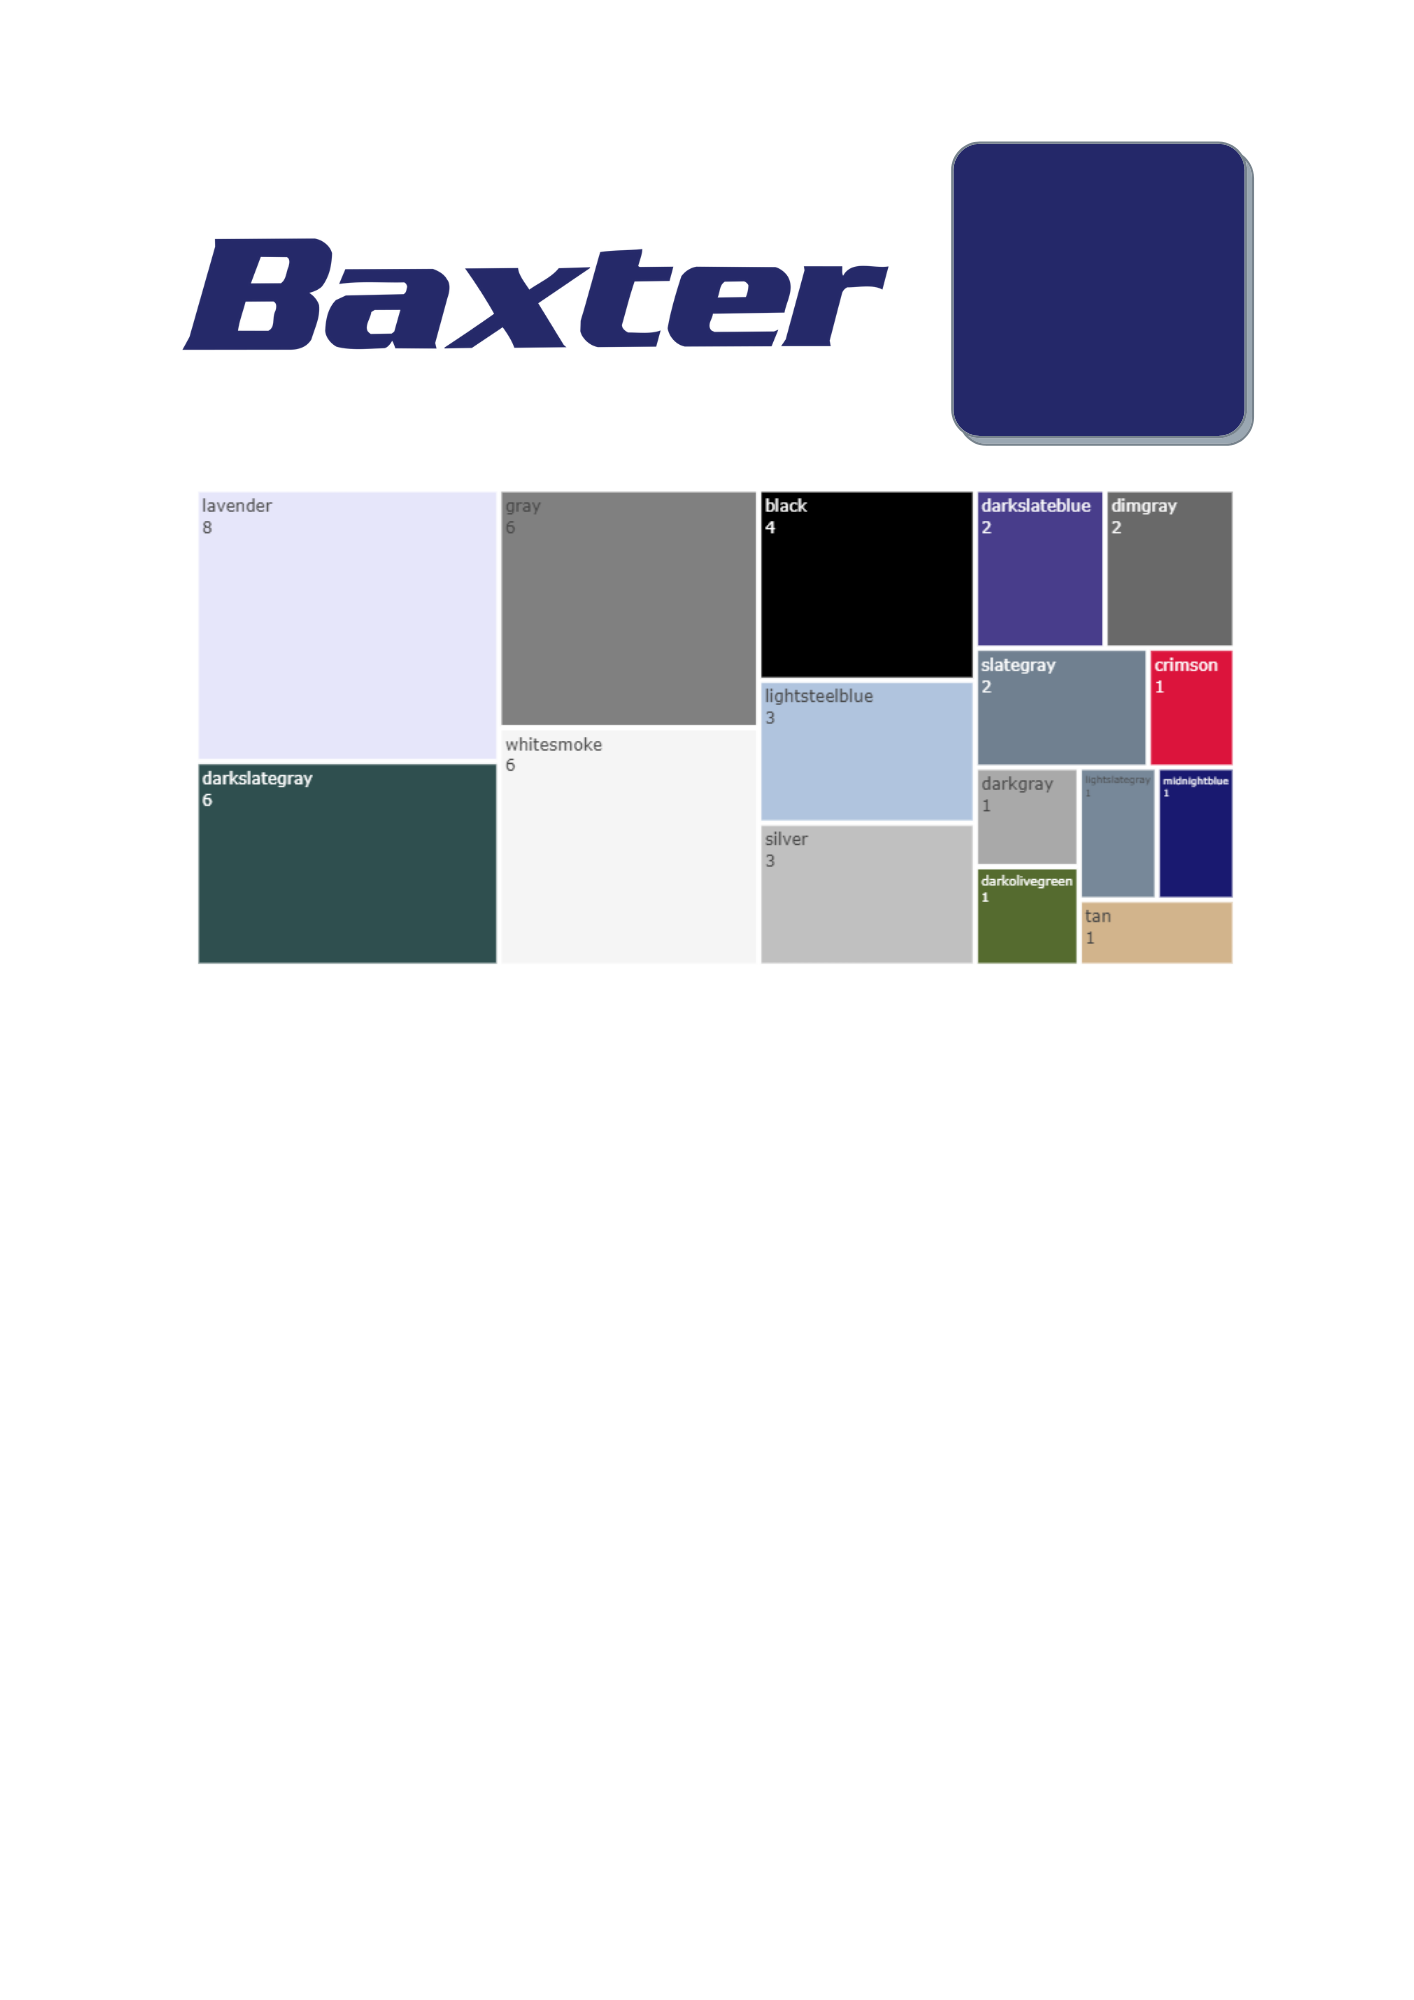 Baxter
lavender
8
gray
6
black
4
darkslateblue
2
dimgray
2
slategray
2
crimson
1
lightsteelblue
3
whitesmoke
6
darkslategray
6
darkgray
1
lightslategray
1
midnightblue
1
silver
3
darkolivegreen
1
tan
1